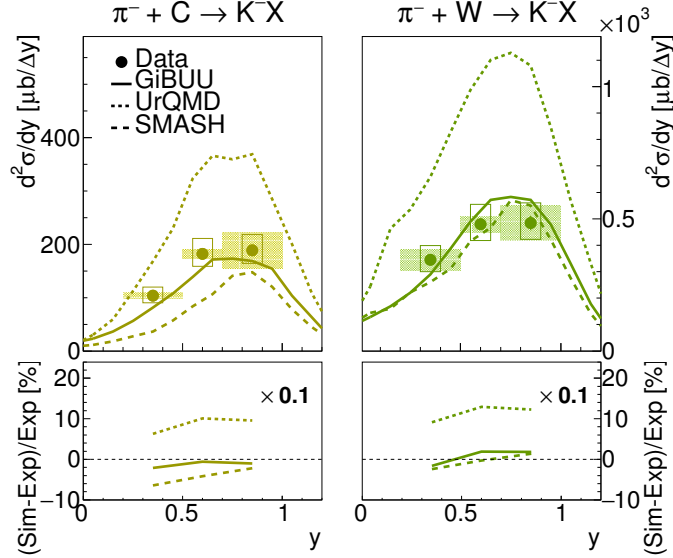 π⁻ + C → K⁻X
π⁻ + W → K⁻X
×10³
d²σ/dy [μb/Δy]
400
200
0
Data
GiBUU
UrQMD
SMASH
1
0.5
0
d²σ/dy [μb/Δy]
0
(Sim-Exp)/Exp [%]
20
10
0
−10
× 0.1
× 0.1
20
10
0
−10
(Sim-Exp)/Exp [%]
0 0.5 1
y
0 0.5 1
y